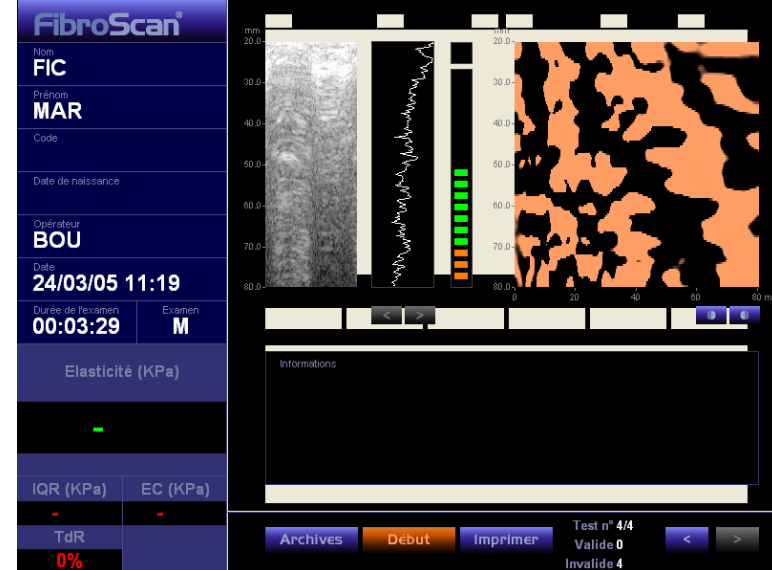 FibroScan®
Nom
FIC
Prénom
MAR
Code
Date de naissance
Opérateur
BOU
Date
24/03/05 11:19
Durée de l'examen
00:03:29
Examen
M
Elasticité (KPa)
-
IQR (KPa)
-
EC (KPa)
-
TdR
0%
mm
20.0-
30.0-
40.0-
50.0-
60.0-
70.0-
80.0-
mm
20.0-
30.0-
40.0-
50.0-
60.0-
70.0-
80.0-
0 20 40 60 80 m
< >
Informations
Archives
Début
Imprimer
Test n° 4/4
Valide 0
Invalide 4
< >